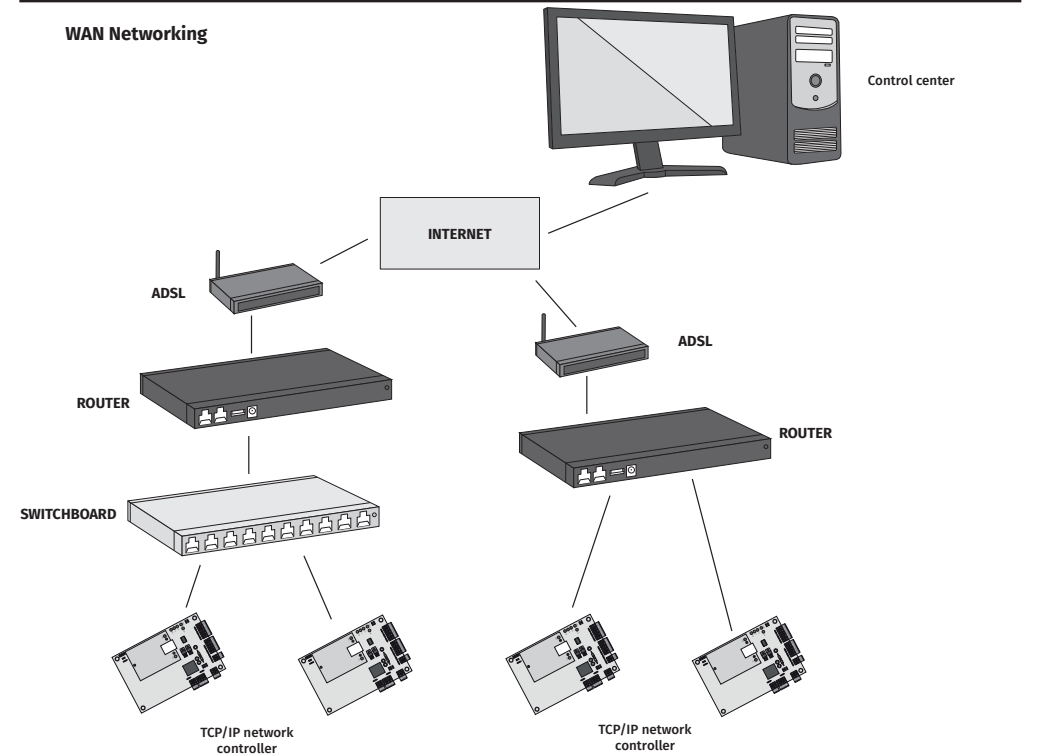 WAN Networking
Control center
INTERNET
ADSL
ADSL
ROUTER
ROUTER
SWITCHBOARD
TCP/IP network
controller
TCP/IP network
controller